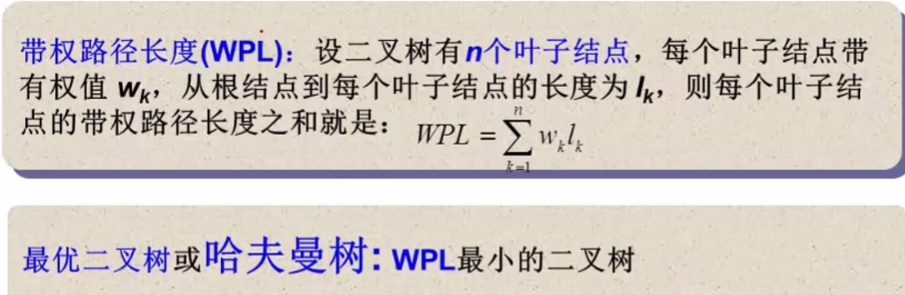 带权路径长度(WPL)：设二叉树有n个叶子结点，每个叶子结点带
有权值 wₖ，从根结点到每个叶子结点的长度为 lₖ，则每个叶子结
点的带权路径长度之和就是： WPL = \sum_{k=1}^{n} w_k l_k
最优二叉树或哈夫曼树: WPL最小的二叉树